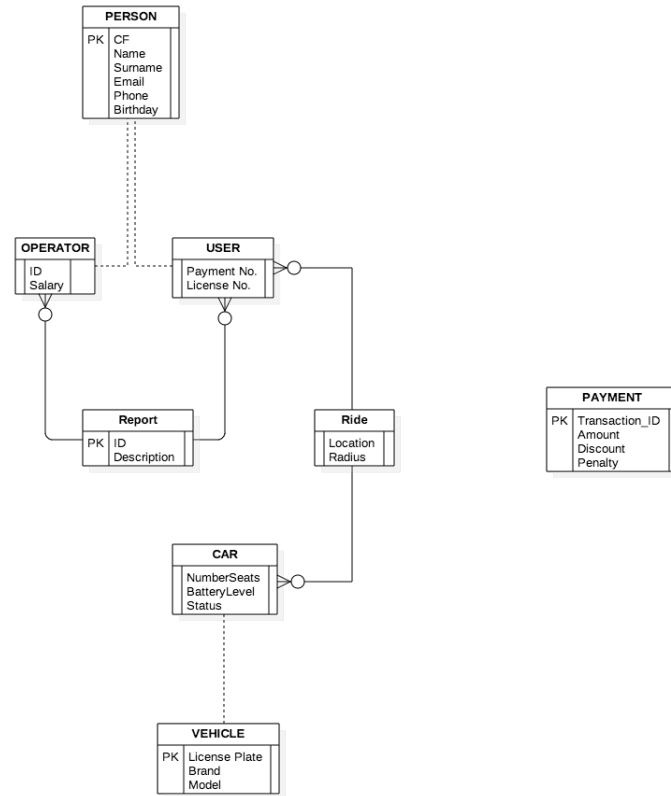 PERSON
PK CF
Name
Surname
Email
Phone
Birthday
OPERATOR
ID
Salary
USER
Payment No.
License No.
Report
PK ID
Description
Ride
Location
Radius
PAYMENT
PK Transaction_ID
Amount
Discount
Penalty
CAR
NumberSeats
BatteryLevel
Status
VEHICLE
PK License Plate
Brand
Model